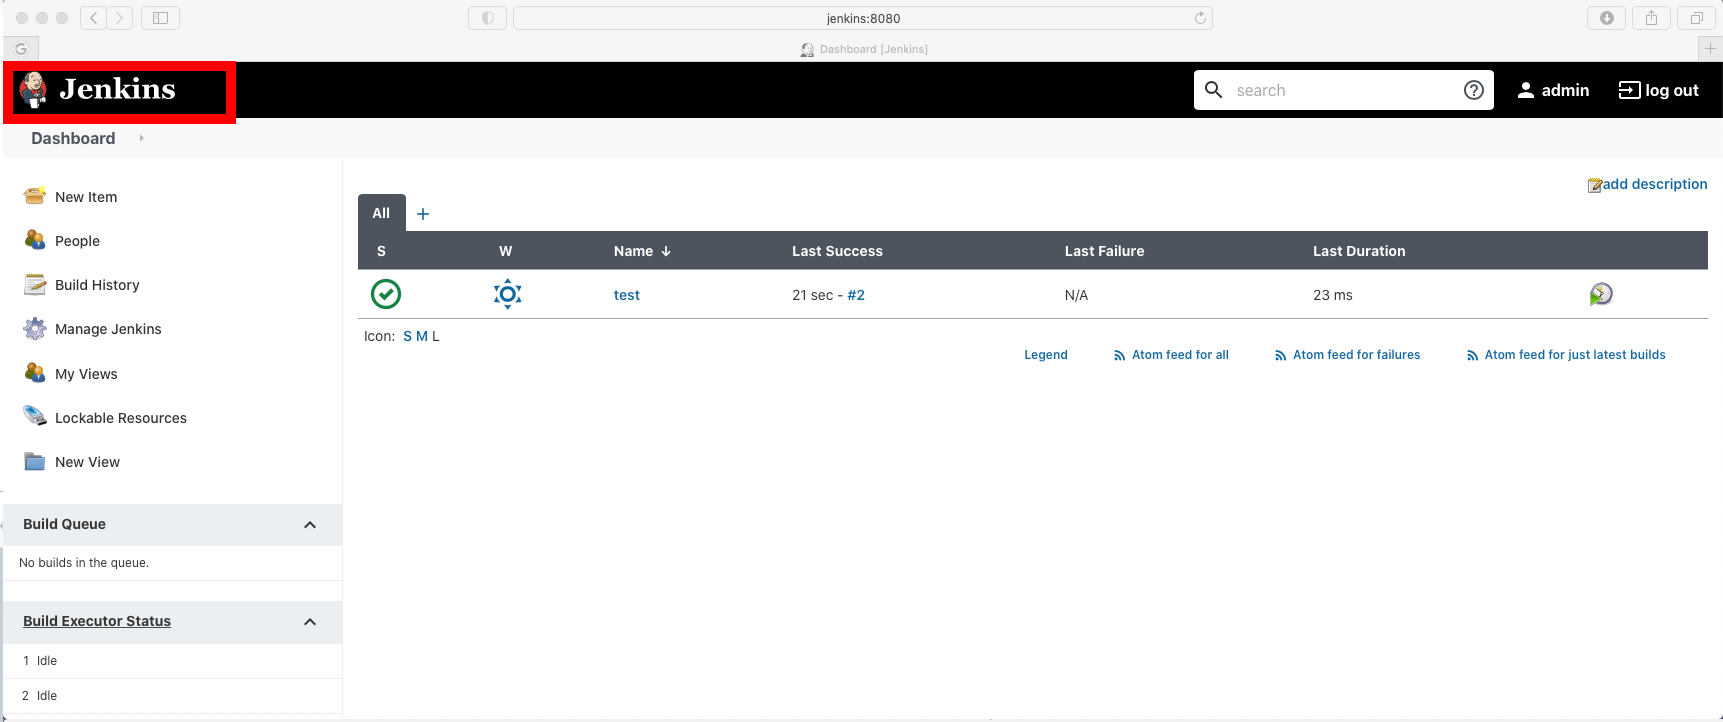 jenkins:8080
G
Dashboard [Jenkins]
Jenkins
search
admin
log out
Dashboard
New Item
People
Build History
Manage Jenkins
My Views
Lockable Resources
New View
Build Queue
No builds in the queue.
Build Executor Status
1 Idle
2 Idle
add description
All +
S W Name ↓ Last Success Last Failure Last Duration
test 21 sec - #2 N/A 23 ms
Icon: S M L
Legend Atom feed for all Atom feed for failures Atom feed for just latest builds